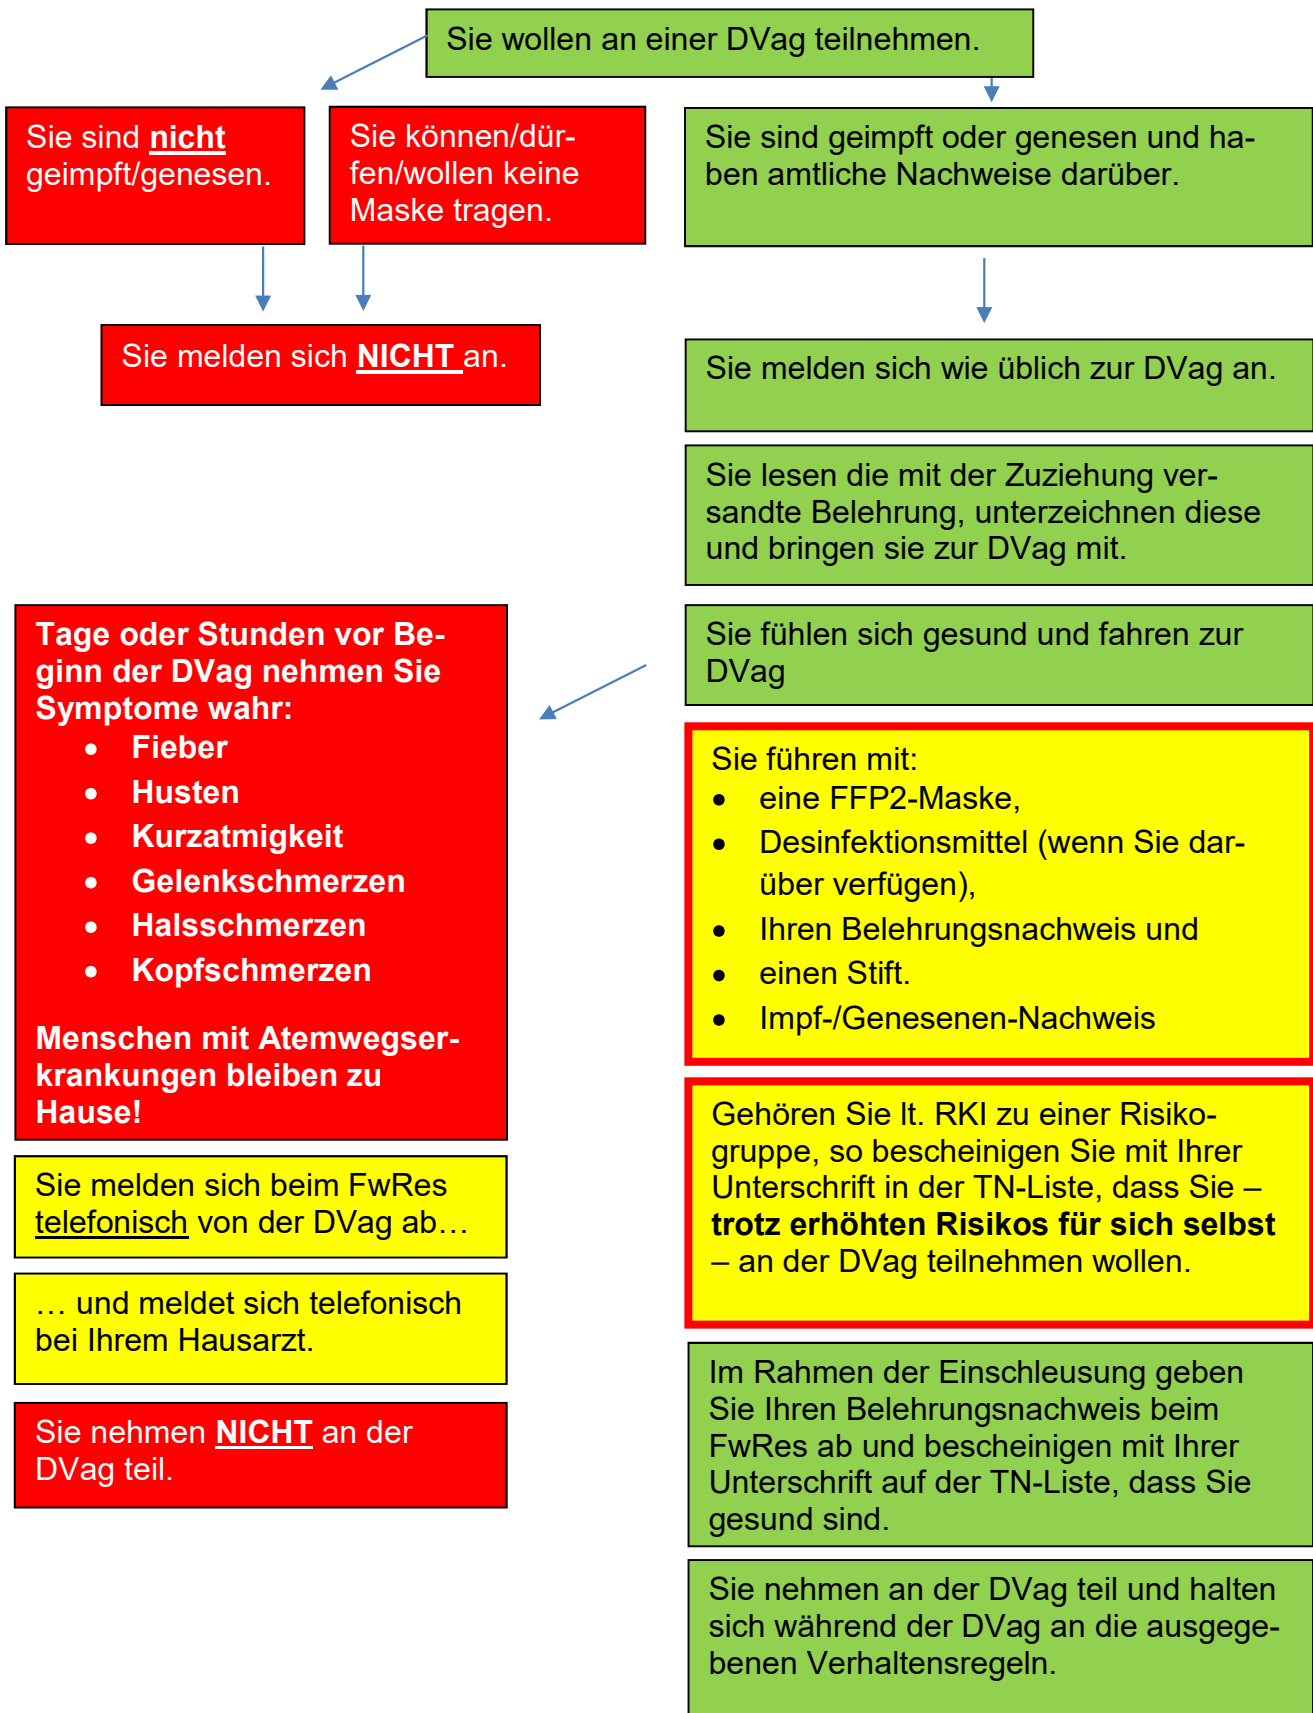 Sie wollen an einer DVag teilnehmen.
Sie sind nicht
geimpft/genesen.
Sie können/dür-
fen/wollen keine
Maske tragen.
Sie sind geimpft oder genesen und ha-
ben amtliche Nachweise darüber.
Sie melden sich NICHT an.
Sie melden sich wie üblich zur DVag an.
Sie lesen die mit der Zuziehung ver-
sandte Belehrung, unterzeichnen diese
und bringen sie zur DVag mit.
Tage oder Stunden vor Be-
ginn der DVag nehmen Sie
Symptome wahr:
• Fieber
• Husten
• Kurzatmigkeit
• Gelenkschmerzen
• Halsschmerzen
• Kopfschmerzen
Menschen mit Atemwegser-
krankungen bleiben zu
Hause!
Sie melden sich beim FwRes
telefonisch von der DVag ab…
… und meldet sich telefonisch
bei Ihrem Hausarzt.
Sie nehmen NICHT an der
DVag teil.
Sie fühlen sich gesund und fahren zur
DVag
Sie führen mit:
• eine FFP2-Maske,
• Desinfektionsmittel (wenn Sie dar-
über verfügen),
• Ihren Belehrungsnachweis und
• einen Stift.
• Impf-/Genesenen-Nachweis
Gehören Sie lt. RKI zu einer Risiko-
gruppe, so bescheinigen Sie mit Ihrer
Unterschrift in der TN-Liste, dass Sie –
trotz erhöhten Risikos für sich selbst
– an der DVag teilnehmen wollen.
Im Rahmen der Einschleusung geben
Sie Ihren Belehrungsnachweis beim
FwRes ab und bescheinigen mit Ihrer
Unterschrift auf der TN-Liste, dass Sie
gesund sind.
Sie nehmen an der DVag teil und halten
sich während der DVag an die ausgege-
benen Verhaltensregeln.